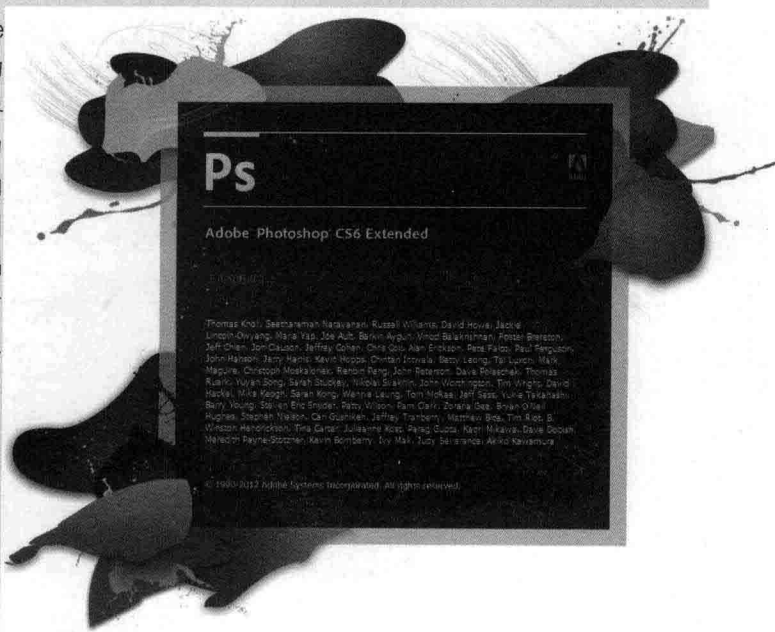 Ps
Adobe Photoshop CS6 Extended
Thomas Knoll, Seetharaman Narayanan, Russell Williams, David Howe, Jackie
Lincoln-Owyang, Maria Yap, Joe Ault, Barkin Aygun, Vinod Balakrishnan, Foster Brereton,
Jeff Chien, Jon Clauson, Jeffrey Cohen, Chris Cox, Alan Erickson, Pete Falco, Paul Ferguson,
John Hanson, Jerry Harris, Kevin Hopps, Chintan Intwala, Betty Leong, Tai Luxon, Mark
Maguire, Christoph Moskalonek, Renbin Peng, John Peterson, Dave Polaschek, Thomas
Ruark, Yuyan Song, Sarah Stuckey, Nikolai Svakhin, John Worthington, Tim Wright, David
Hackel, Mike Keogh, Sarah Kong, Wennie Leung, Tom McRae, Jeff Sass, Yukie Takahashi,
Barry Young, Steven Eric Snyder, Patty Wilson, Pam Clark, Zorana Gee, Bryan O'Neil
Hughes, Stephen Nielson, Cari Gushiken, Jeffrey Tranberry, Matthew Bice, Tim Riot, B.
Winston Hendrickson, Tina Carter, Julieanne Kost, Parag Gupta, Kaori Mikawa, Dave Dobish,
Meredith Payne-Stotzner, Kevin Bomberry, Ivy Mak, Judy Severance, Akiko Kawamura
© 1990-2012 Adobe Systems Incorporated. All rights reserved.